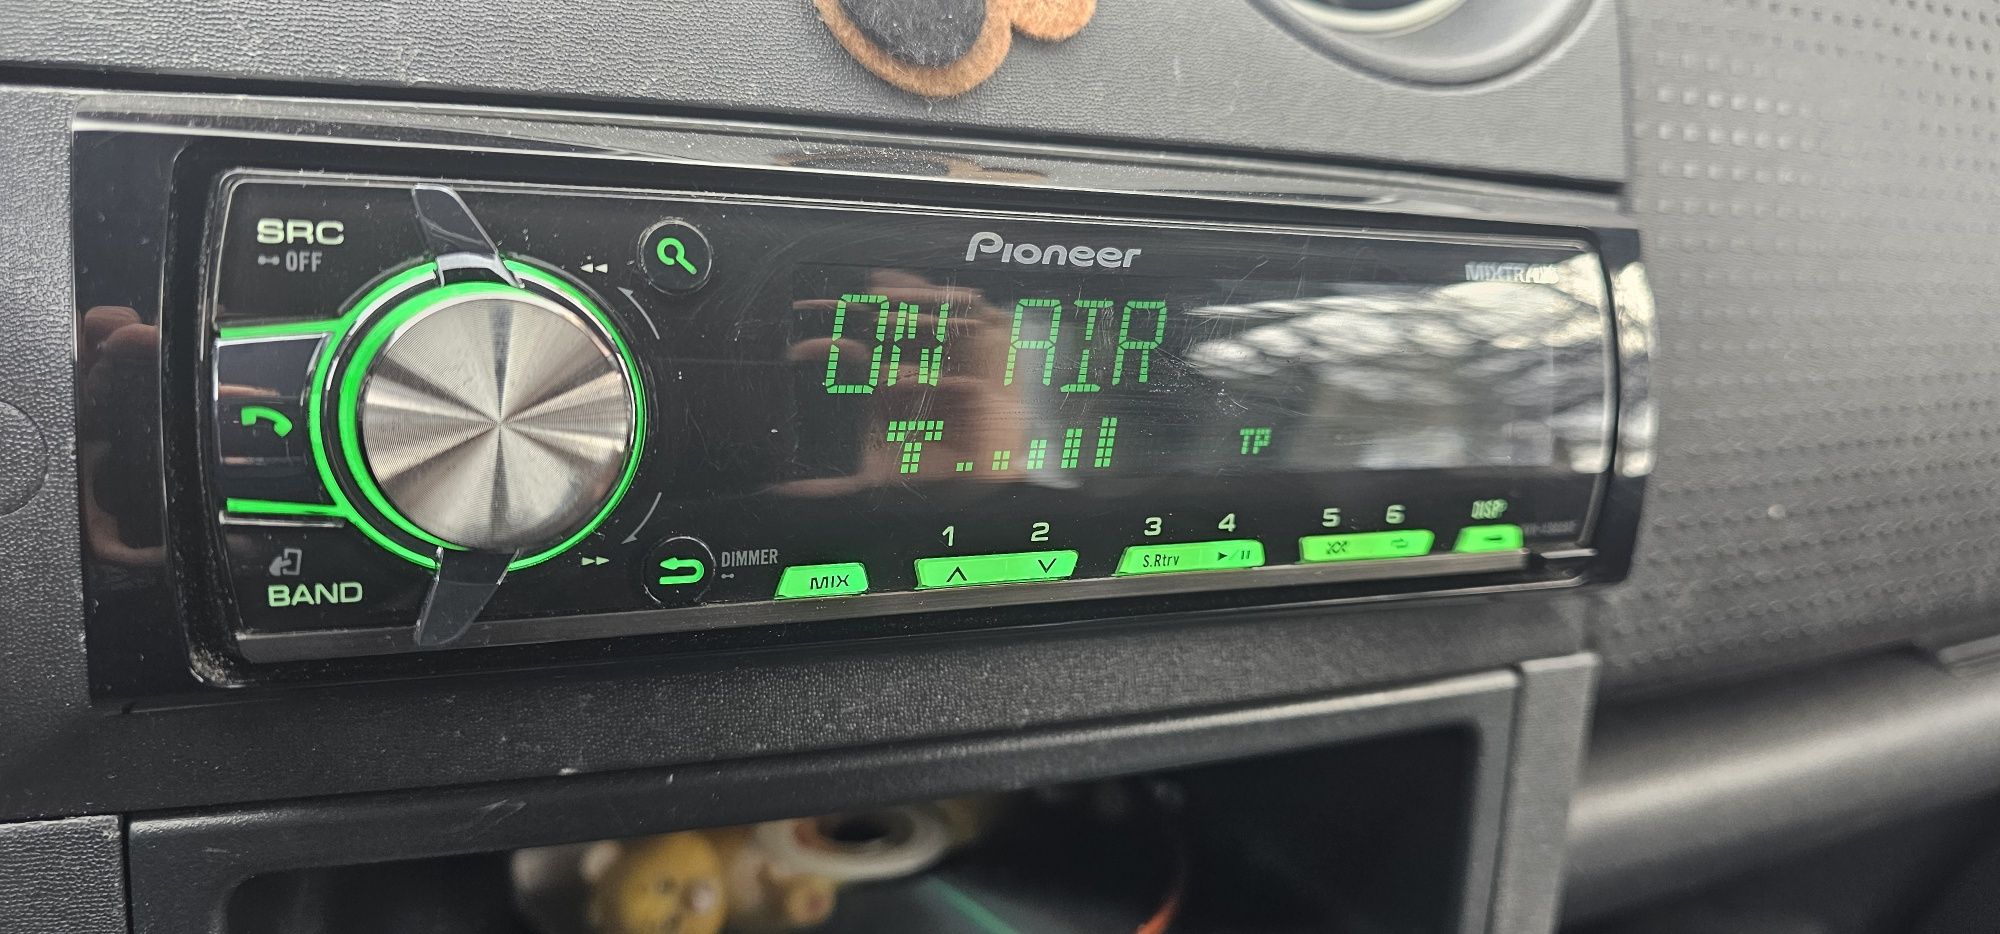 SRC
OFF
Pioneer
MIXTRAX
ON AIR
T
TP
BAND
DIMMER
MIX
1 2 3 4 5 6 DISP
S.Rtrv